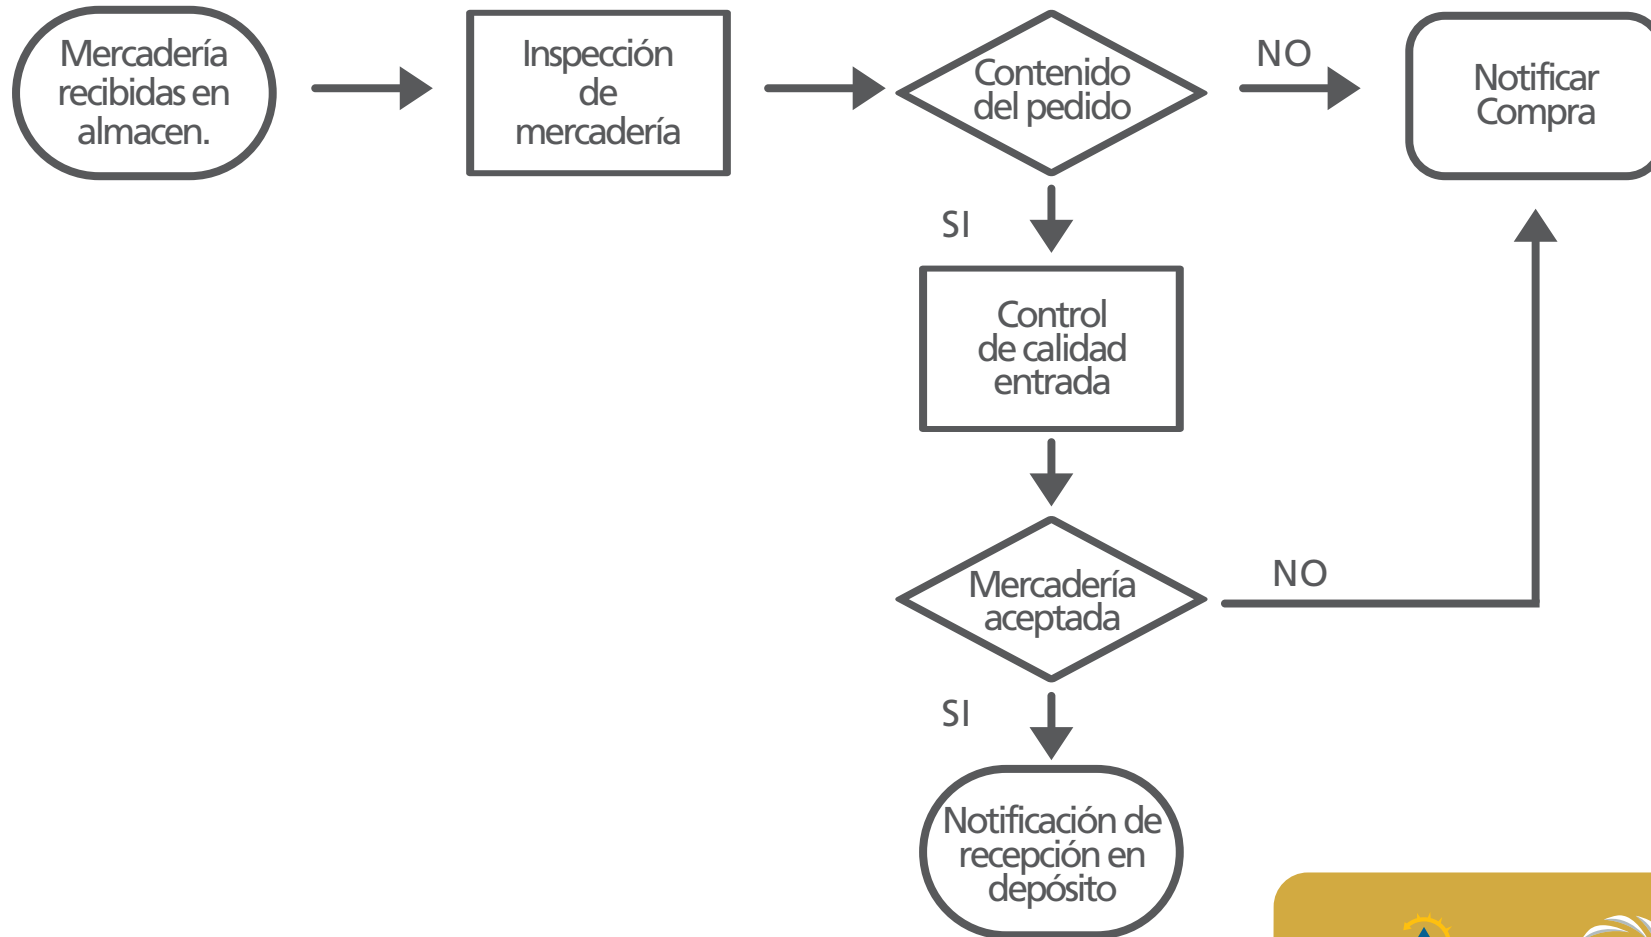 Mercadería
recibidas en
almacen.
Inspección
de
mercadería
Contenido
del pedido
NO
Notificar
Compra
SI
Control
de calidad
entrada
Mercadería
aceptada
NO
SI
Notificación de
recepción en
depósito